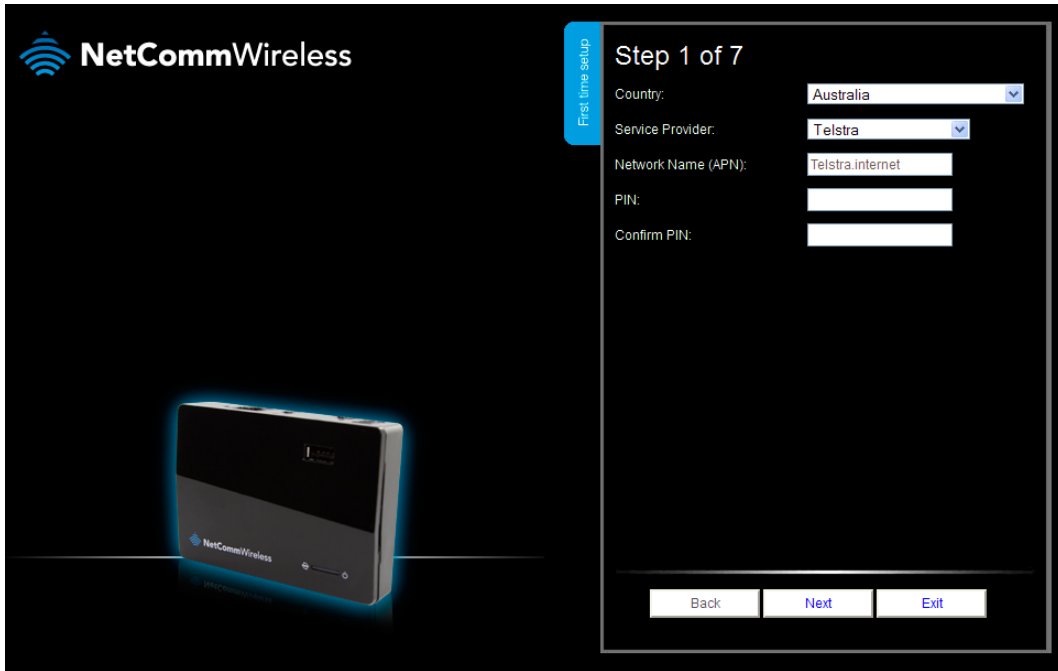 NetCommWireless
First time setup
Step 1 of 7
Country: Australia
Service Provider: Telstra
Network Name (APN): Telstra.internet
PIN:
Confirm PIN:
NetCommWireless
Back Next Exit